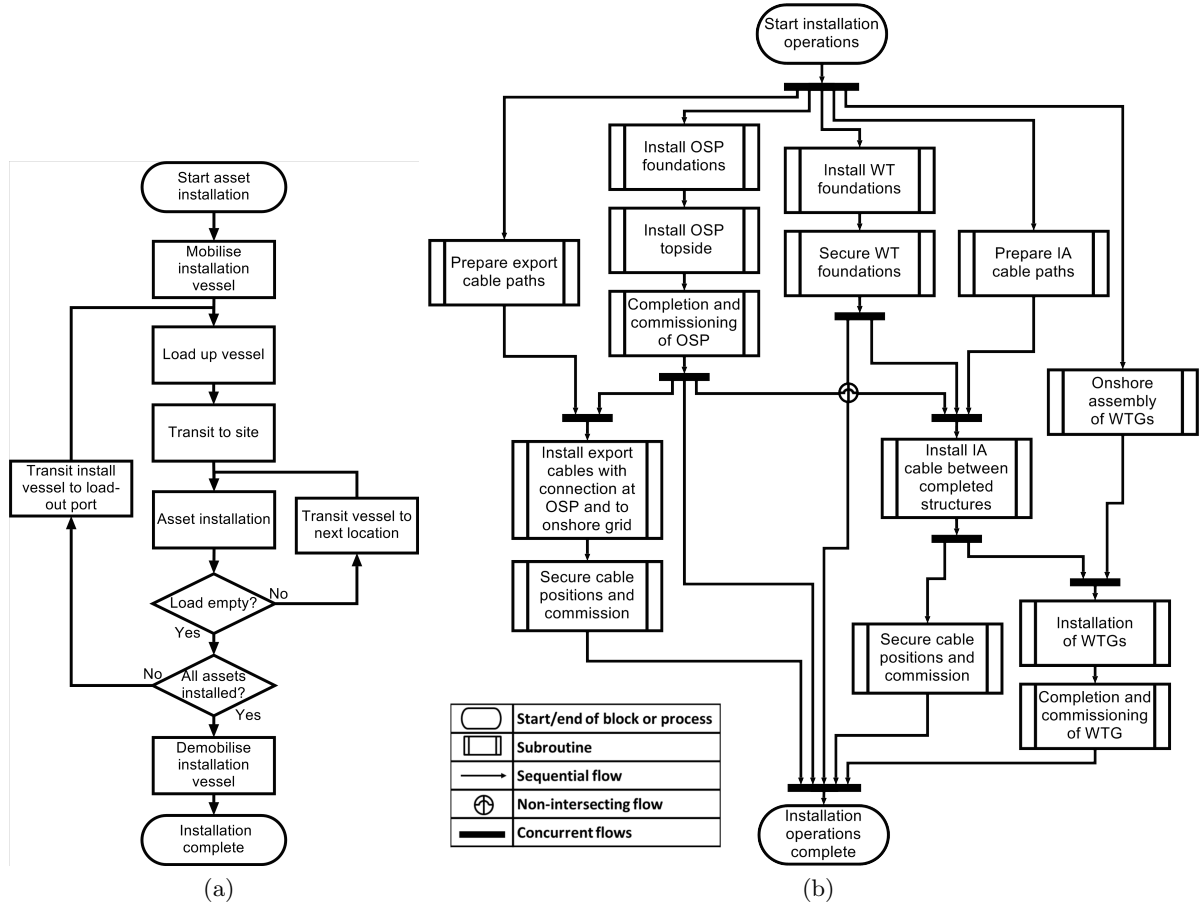 Start asset
installation
Mobilise
installation
vessel
Load up vessel
Transit to site
Transit install
vessel to load-
out port
Asset installation
Transit vessel to
next location
Load empty?
No
Yes
No
All assets
installed?
Yes
Demobilise
installation
vessel
Installation
complete
(a)
Start installation
operations
Install OSP
foundations
Install WT
foundations
Install OSP
topside
Secure WT
foundations
Prepare IA
cable paths
Prepare export
cable paths
Completion and
commissioning
of OSP
Onshore
assembly
of WTGs
Install export
cables with
connection at
OSP and to
onshore grid
Install IA
cable between
completed
structures
Secure cable
positions and
commission
Installation
of WTGs
Secure cable
positions and
commission
Completion and
commissioning
of WTG
Start/end of block or process
Subroutine
Sequential flow
Non-intersecting flow
Concurrent flows
Installation
operations
complete
(b)